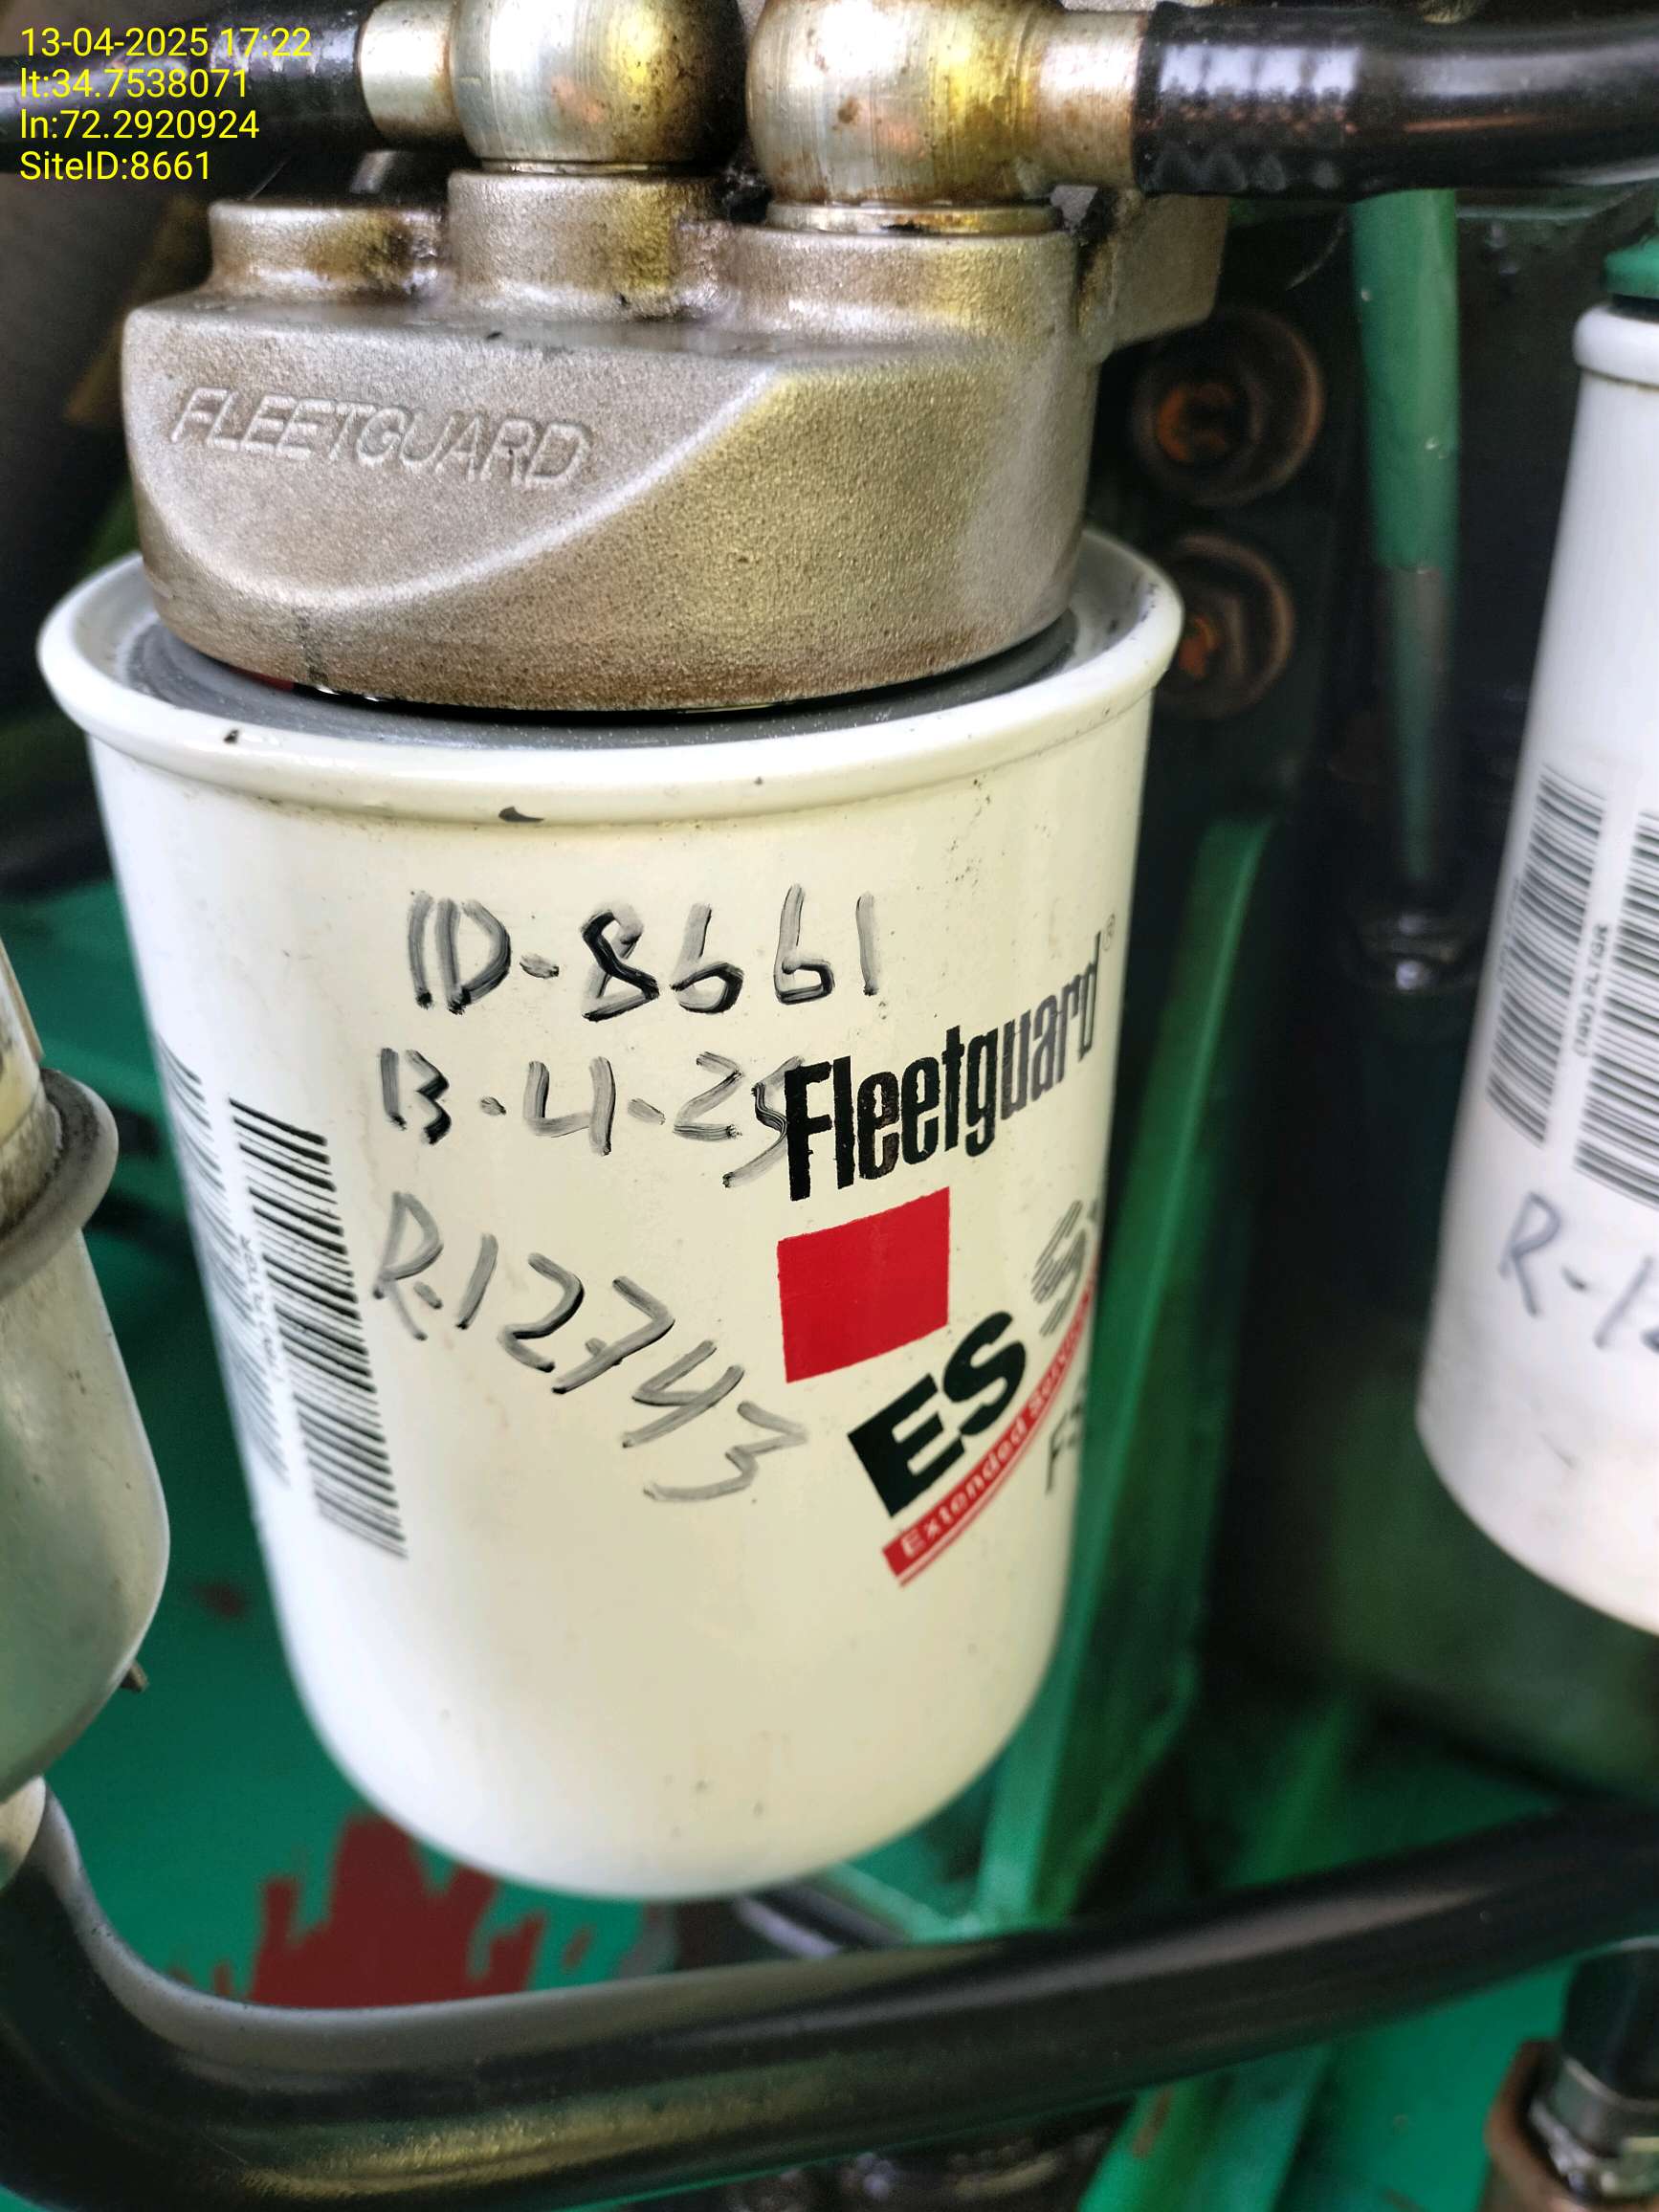 13-04-2025 17:22
lt:34.7538071
ln:72.2920924
SiteID:8661
FLEETGUARD
ID-8661
13-4-25
Fleetguard®
R-12743
ES
Extended
R-1